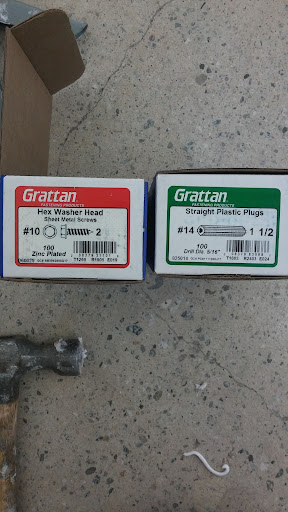 Grattan
FASTENING PRODUCTS
Hex Washer Head
Sheet Metal Screws
#10 2
100
Zinc Plated
Grattan
FASTENING PRODUCTS
Straight Plastic Plugs
#14 1 1/2
100
Drill Dia. 5/16"
025016